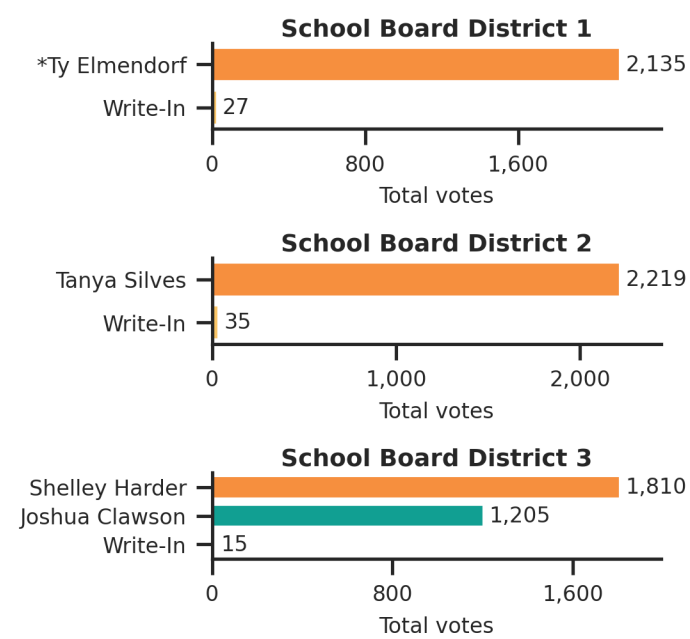 School Board District 1
*Ty Elmendorf 2,135
Write-In 27
0 800 1,600
Total votes
School Board District 2
Tanya Silves 2,219
Write-In 35
0 1,000 2,000
Total votes
School Board District 3
Shelley Harder 1,810
Joshua Clawson 1,205
Write-In 15
0 800 1,600
Total votes